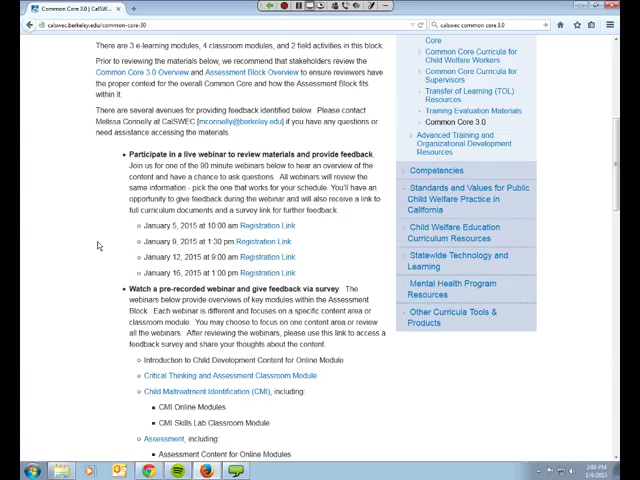 Common Core 3.0 | CalSW...
calswec.berkeley.edu/common-core-30
calswec common core 3.0
There are 3 e-learning modules, 4 classroom modules, and 2 field activities in this block.
Prior to reviewing the materials below, we recommend that stakeholders review the
Common Core 3.0 Overview and Assessment Block Overview to ensure reviewers have
the proper context for the overall Common Core and how the Assessment Block fits
within it.
There are several avenues for providing feedback identified below. Please contact
Melissa Connelly at CalSWEC [mconnelly@berkeley.edu] if you have any questions or
need assistance accessing the materials.
Participate in a live webinar to review materials and provide feedback.
Join us for one of the 90 minute webinars below to hear an overview of the
content and have a chance to ask questions. All webinars will review the
same information - pick the one that works for your schedule. You'll have an
opportunity to give feedback during the webinar and will also receive a link to
full curriculum documents and a survey link for further feedback.
January 5, 2015 at 10:00 am Registration Link
January 9, 2015 at 1:30 pm Registration Link
January 12, 2015 at 9:00 am Registration Link
January 16, 2015 at 1:00 pm Registration Link
Watch a pre-recorded webinar and give feedback via survey. The
webinars below provide overviews of key modules within the Assessment
Block. Each webinar is different and focuses on a specific content area or
classroom module. You may choose to focus on one content area or review
all the webinars. After reviewing the webinars, please use this link to access a
feedback survey and share your thoughts about the content.
Introduction to Child Development Content for Online Module
Critical Thinking and Assessment Classroom Module
Child Maltreatment Identification (CMI), including:
CMI Online Modules
CMI Skills Lab Classroom Module
Assessment, including:
Assessment Content for Online Modules
Core
Common Core Curricula for
Child Welfare Workers
Common Core Curricula for
Supervisors
Transfer of Learning (TOL)
Resources
Training Evaluation Materials
Common Core 3.0
Advanced Training and
Organizational Development
Resources
Competencies
Standards and Values for Public
Child Welfare Practice in
California
Child Welfare Education
Curriculum Resources
Statewide Technology and
Learning
Mental Health Program
Resources
Other Curricula Tools &
Products
2:00 PM
1/4/2015